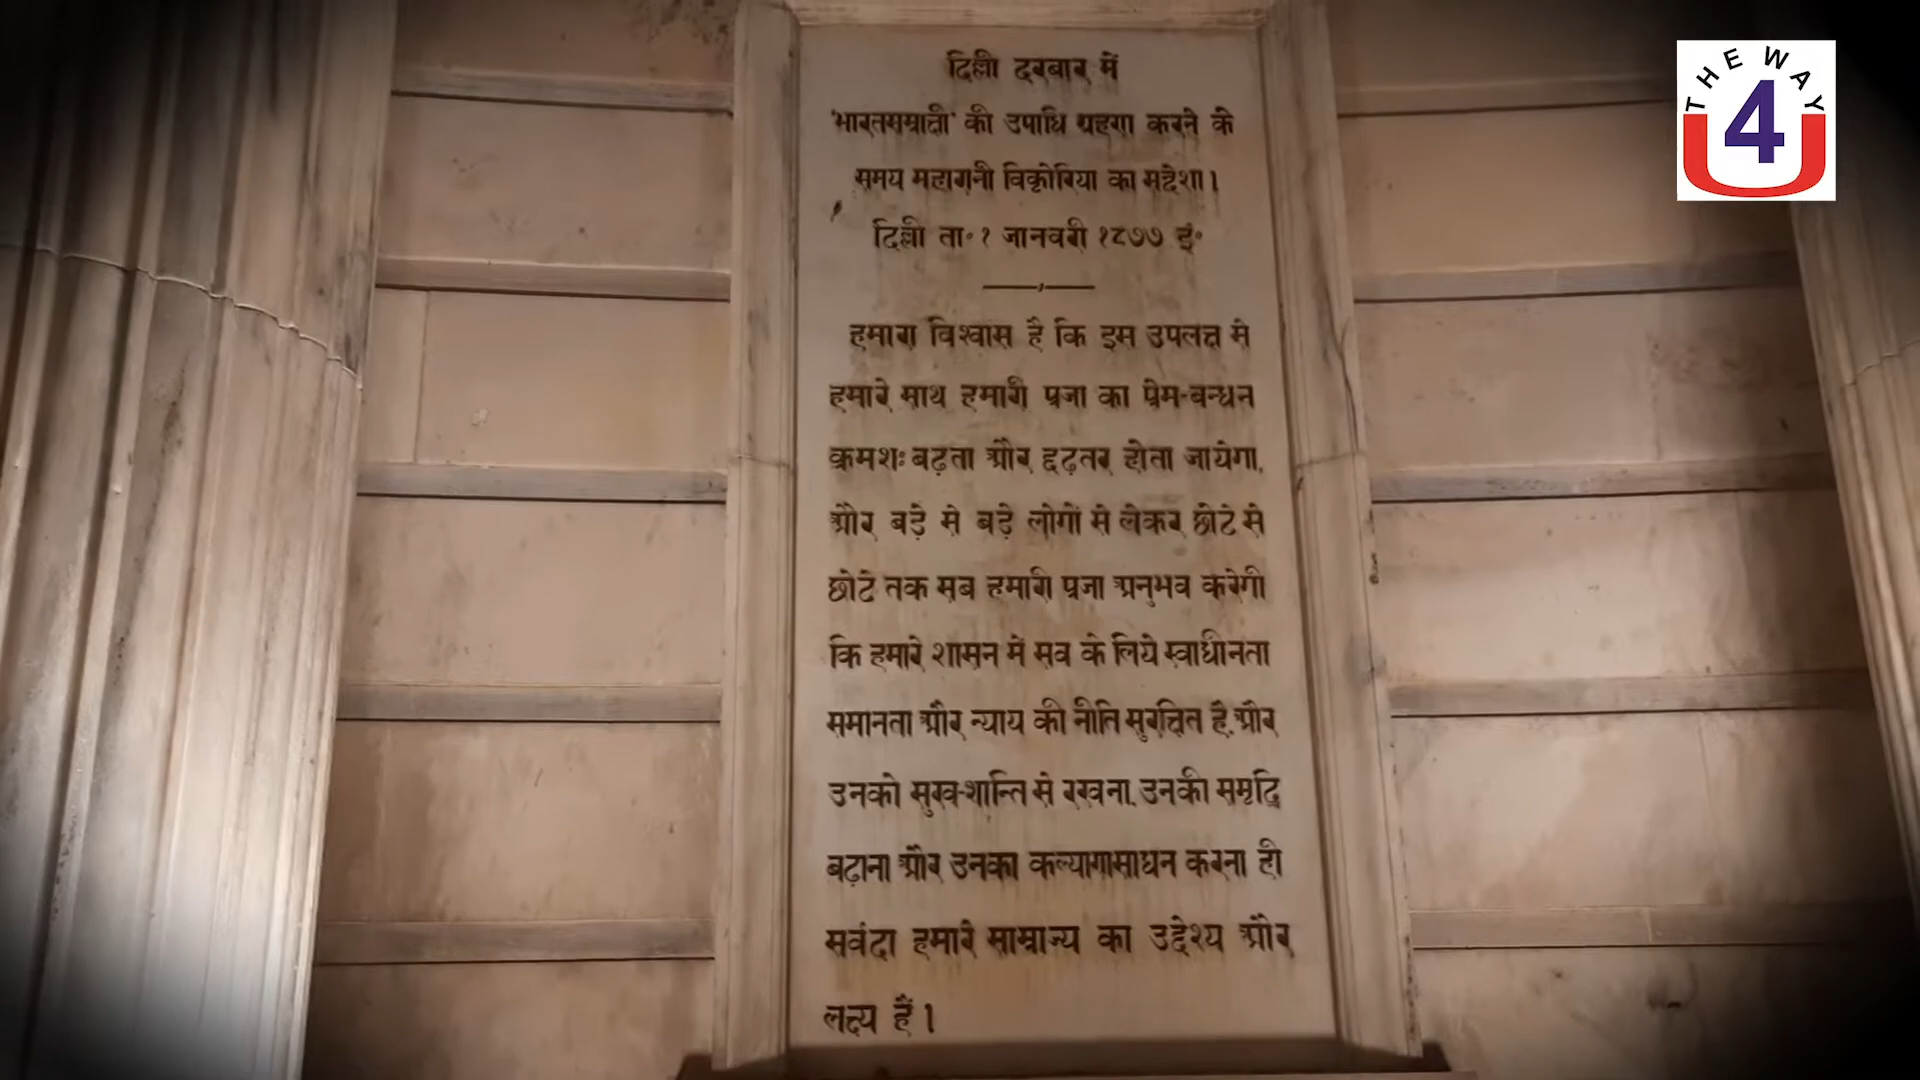 दिल्ली दरबार में
'भारतसम्राज्ञी' की उपाधि ग्रहण करने के
समय महारानी विक्टोरिया का सन्देश।
दिल्ली ता॰ १ जानवरी १८७७ ई॰
हमारा विश्वास है कि इस उपलक्ष से
हमारे साथ हमारी प्रजा का प्रेम-बन्धन
क्रमशः बढ़ता और दृढ़तर होता जायेगा,
और बड़े से बड़े लोगों से लेकर छोटे से
छोटे तक सब हमारी प्रजा अनुभव करेगी
कि हमारे शासन में सब के लिये स्वाधीनता
समानता और न्याय की नीति सुरक्षित है, और
उनको सुख-शान्ति से रखना, उनकी समृद्धि
बढ़ाना और उनका कल्याणसाधन करना ही
सर्वदा हमारे साम्राज्य का उद्देश्य और
लक्ष्य हैं।
THE WAY
4
U